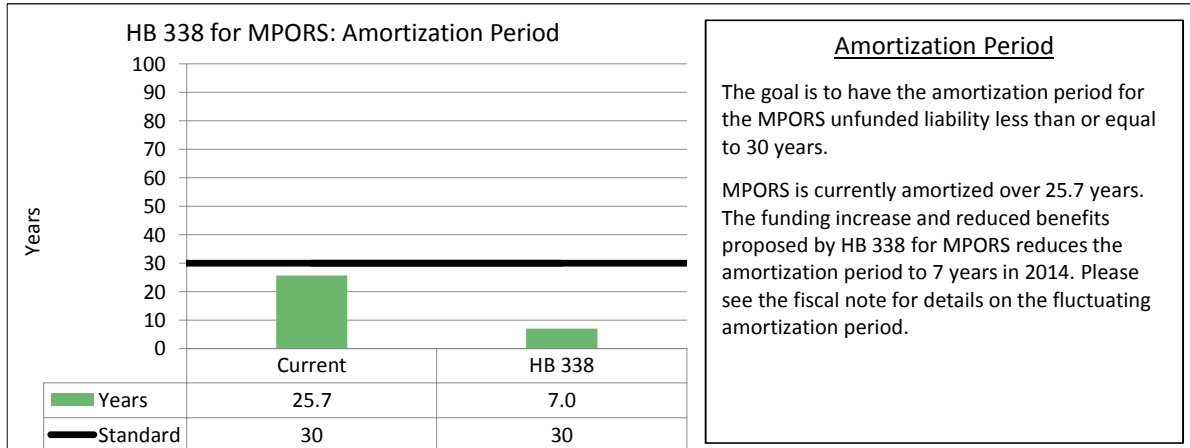 HB 338 for MPORS: Amortization Period
Years
100
90
80
70
60
50
40
30
20
10
0
Current HB 338
Years 25.7 7.0
Standard 30 30
Amortization Period
The goal is to have the amortization period for
the MPORS unfunded liability less than or equal
to 30 years.
MPORS is currently amortized over 25.7 years.
The funding increase and reduced benefits
proposed by HB 338 for MPORS reduces the
amortization period to 7 years in 2014. Please
see the fiscal note for details on the fluctuating
amortization period.